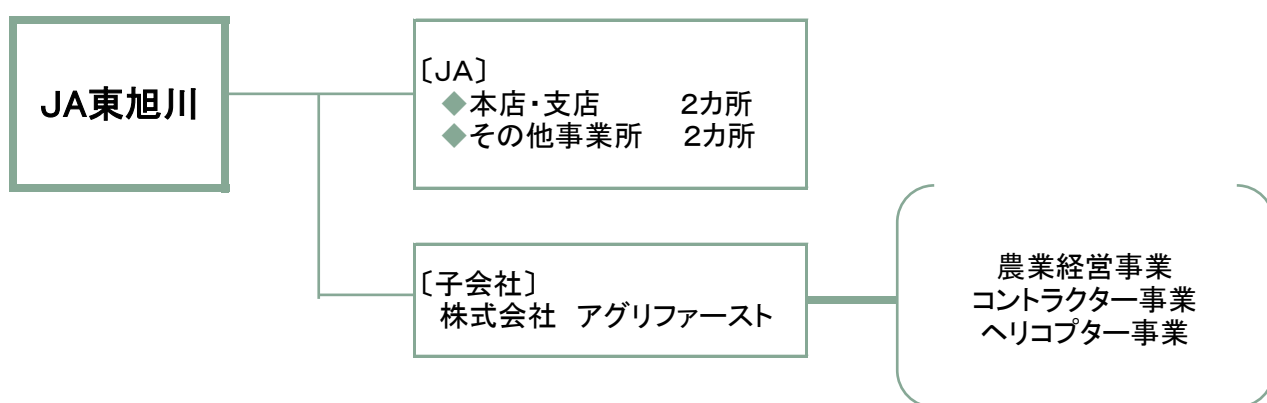 JA東旭川
〔JA〕
◆本店・支店　　　2カ所
◆その他事業所　2カ所
〔子会社〕
株式会社　アグリファースト
農業経営事業
コントラクター事業
ヘリコプター事業